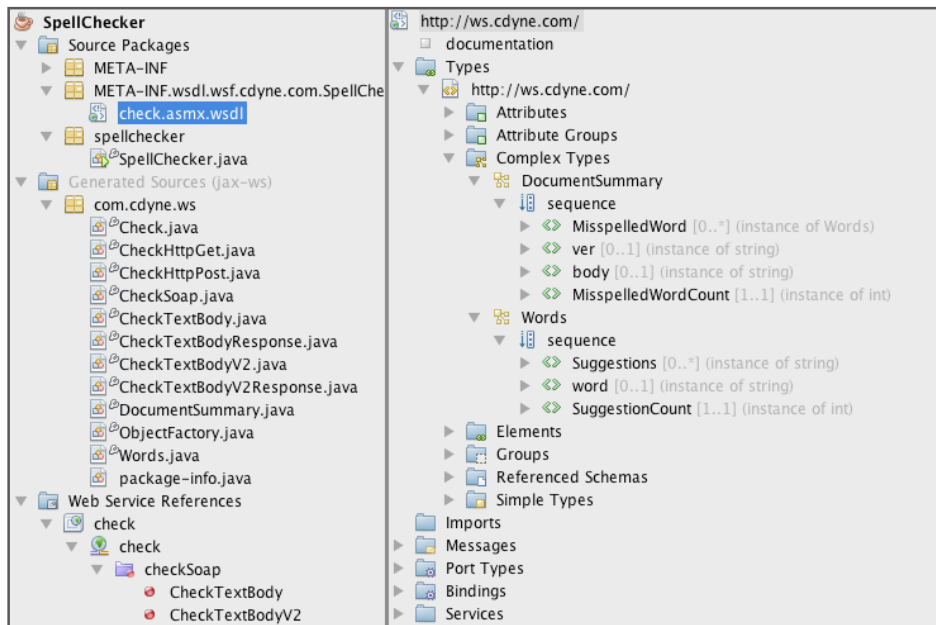 SpellChecker
Source Packages
META-INF
META-INF.wsdl.wsf.cdyne.com.SpellChe
check.asmx.wsdl
spellchecker
SpellChecker.java
Generated Sources (jax-ws)
com.cdyne.ws
Check.java
CheckHttpGet.java
CheckHttpPost.java
CheckSoap.java
CheckTextBody.java
CheckTextBodyResponse.java
CheckTextBodyV2.java
CheckTextBodyV2Response.java
DocumentSummary.java
ObjectFactory.java
Words.java
package-info.java
Web Service References
check
check
checkSoap
CheckTextBody
CheckTextBodyV2
http://ws.cdyne.com/
documentation
Types
http://ws.cdyne.com/
Attributes
Attribute Groups
Complex Types
DocumentSummary
sequence
MisspelledWord [0..*] (instance of Words)
ver [0..1] (instance of string)
body [0..1] (instance of string)
MisspelledWordCount [1..1] (instance of int)
Words
sequence
Suggestions [0..*] (instance of string)
word [0..1] (instance of string)
SuggestionCount [1..1] (instance of int)
Elements
Groups
Referenced Schemas
Simple Types
Imports
Messages
Port Types
Bindings
Services